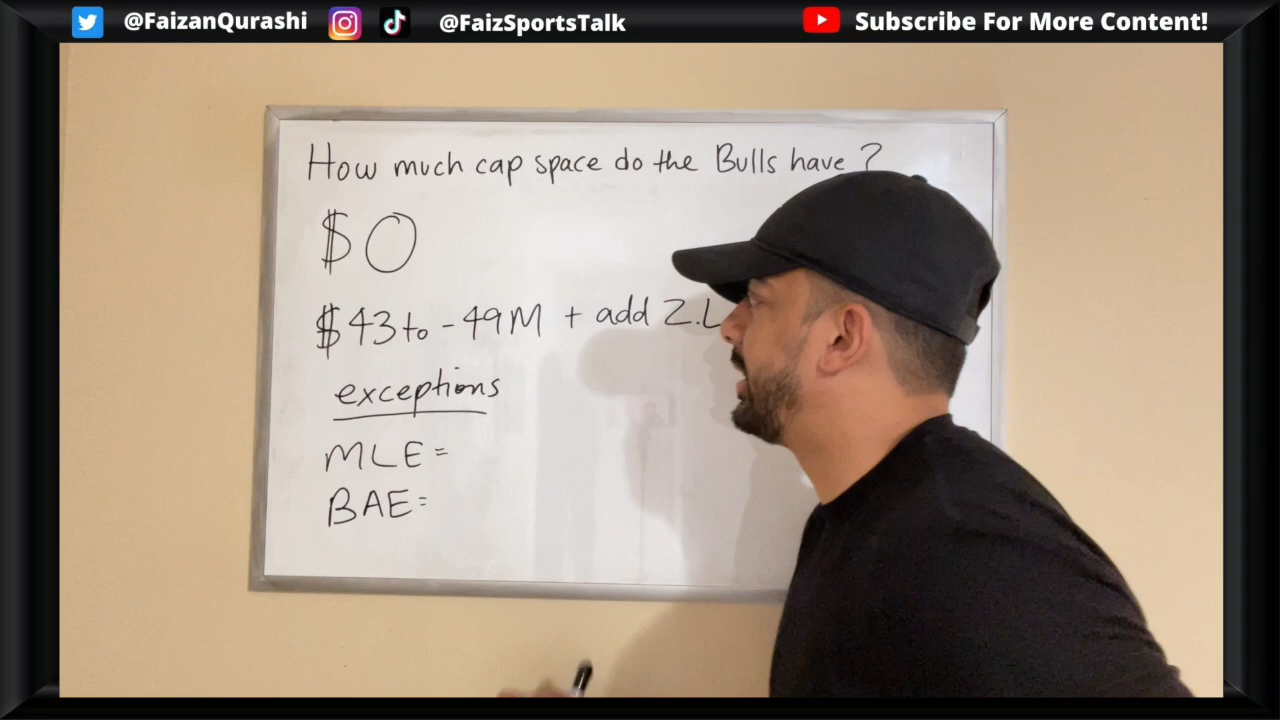 @FaizanQurashi @FaizSportsTalk Subscribe For More Content!
How much cap space do the Bulls have ?
$0
$43 to - 49M + add Z.L
exceptions
MLE =
BAE =